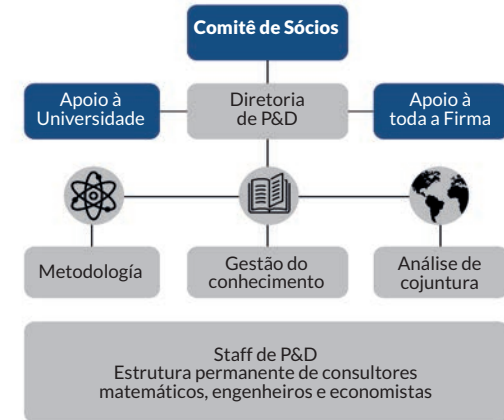 Comitê de Sócios
Apoio à
Universidade
Diretoria
de P&D
Apoio à
toda a Firma
Metodología
Gestão do
conhecimento
Análise de
cojuntura
Staff de P&D
Estrutura permanente de consultores
matemáticos, engenheiros e economistas